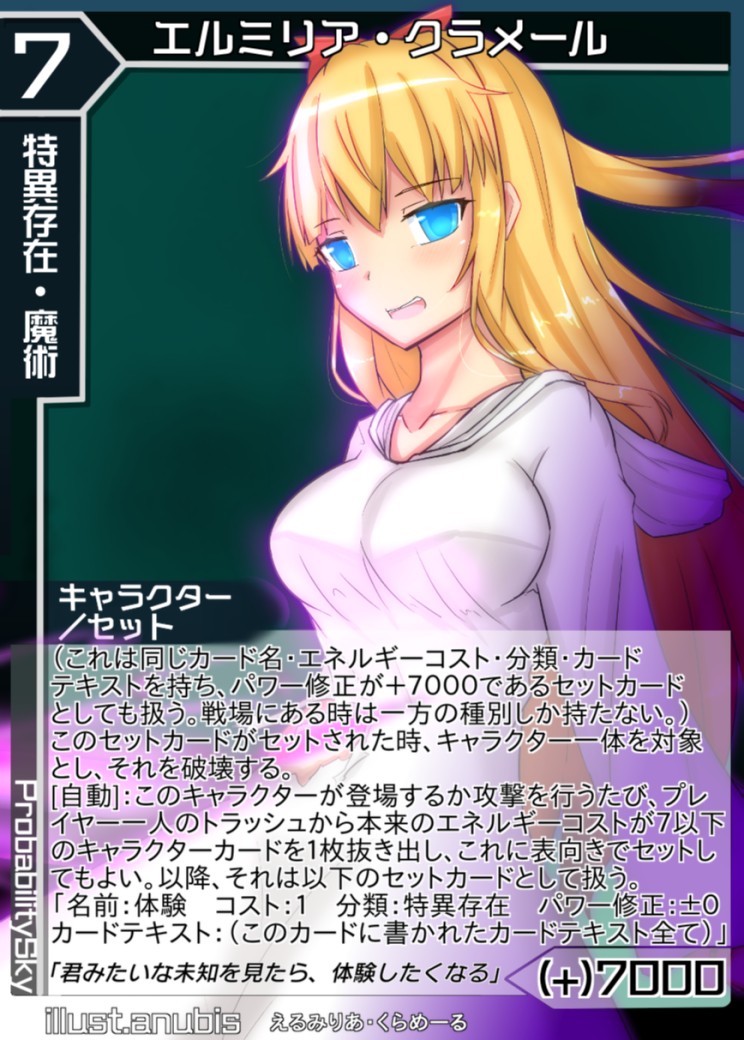 7
エルミリア・クラメール
特異存在・魔術
キャラクター
／セット
（これは同じカード名・エネルギーコスト・分類・カード
テキストを持ち、パワー修正が＋7000であるセットカード
としても扱う。戦場にある時は一方の種別しか持たない。）
このセットカードがセットされた時、キャラクター一体を対象
とし、それを破壊する。
[自動]：このキャラクターが登場するか攻撃を行うたび、プレ
イヤー一人のトラッシュから本来のエネルギーコストが7以下
のキャラクターカードを1枚抜き出し、これに表向きでセットし
てもよい。以降、それは以下のセットカードとして扱う。
「名前：体験　コスト：1　分類：特異存在　パワー修正：±0
カードテキスト：（このカードに書かれたカードテキスト全て）」
「君みたいな未知を見たら、体験したくなる」
(+)7000
ProbabilitySky
illust.anubis
えるみりあ・くらめーる